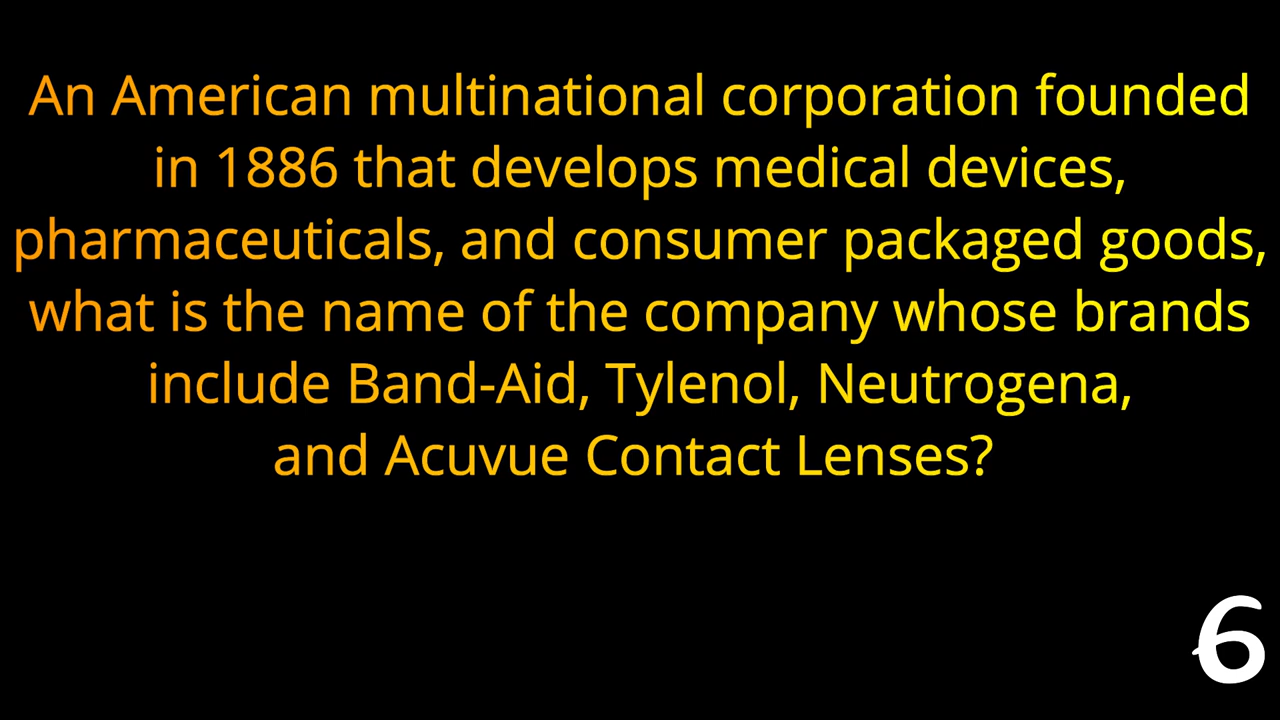 An American multinational corporation founded
in 1886 that develops medical devices,
pharmaceuticals, and consumer packaged goods,
what is the name of the company whose brands
include Band-Aid, Tylenol, Neutrogena,
and Acuvue Contact Lenses?
6